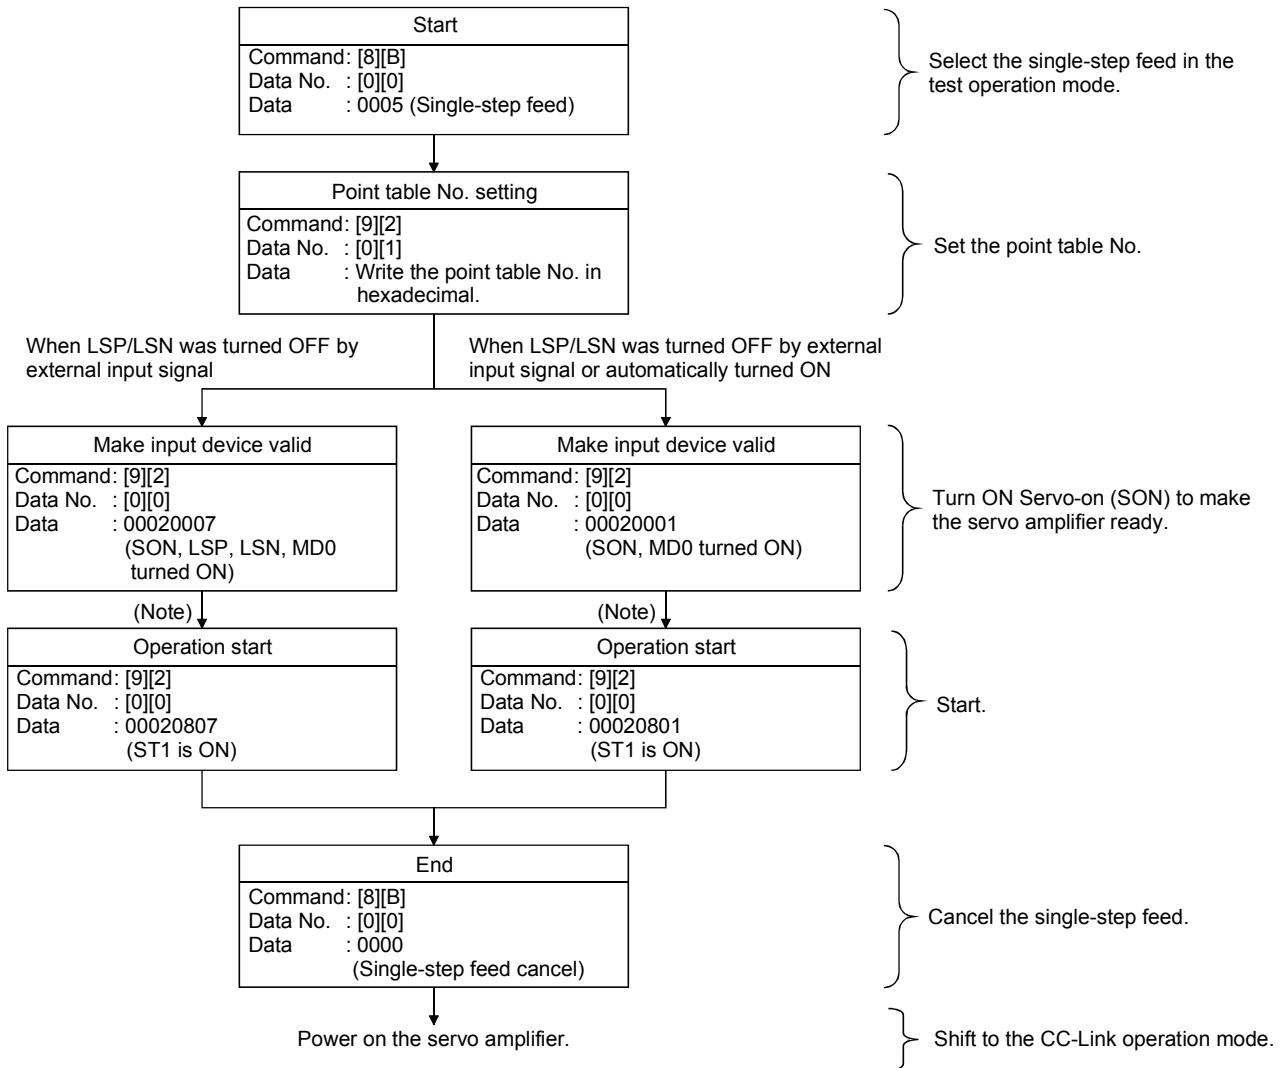 Start
Command: [8][B]
Data No. : [0][0]
Data : 0005 (Single-step feed)
Select the single-step feed in the
test operation mode.
Point table No. setting
Command: [9][2]
Data No. : [0][1]
Data : Write the point table No. in
hexadecimal.
Set the point table No.
When LSP/LSN was turned OFF by
external input signal
When LSP/LSN was turned OFF by external
input signal or automatically turned ON
Make input device valid
Command: [9][2]
Data No. : [0][0]
Data : 00020007
(SON, LSP, LSN, MD0
turned ON)
Make input device valid
Command: [9][2]
Data No. : [0][0]
Data : 00020001
(SON, MD0 turned ON)
Turn ON Servo-on (SON) to make
the servo amplifier ready.
(Note)
(Note)
Operation start
Command: [9][2]
Data No. : [0][0]
Data : 00020807
(ST1 is ON)
Operation start
Command: [9][2]
Data No. : [0][0]
Data : 00020801
(ST1 is ON)
Start.
End
Command: [8][B]
Data No. : [0][0]
Data : 0000
(Single-step feed cancel)
Cancel the single-step feed.
Power on the servo amplifier.
Shift to the CC-Link operation mode.